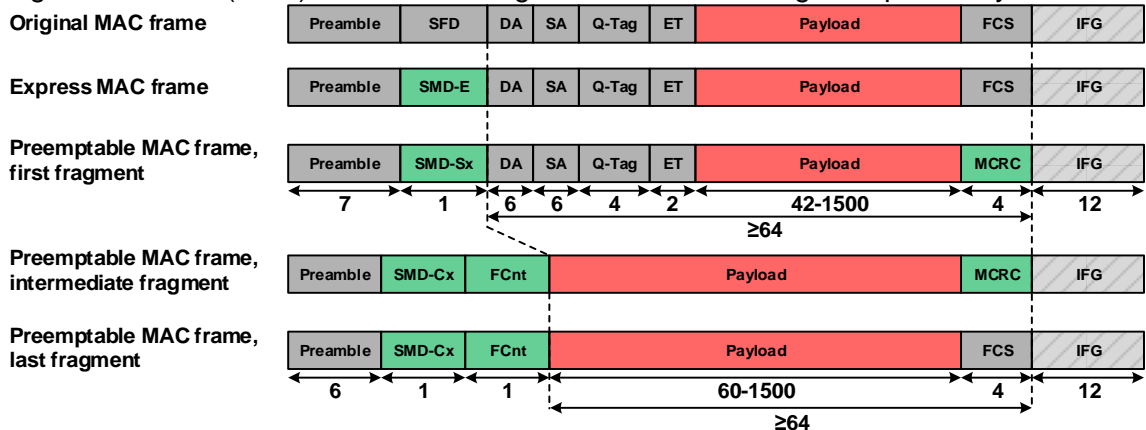 Original MAC frame
Preamble SFD DA SA Q-Tag ET Payload FCS IFG
Express MAC frame
Preamble SMD-E DA SA Q-Tag ET Payload FCS IFG
Preemptable MAC frame,
first fragment
Preamble SMD-Sx DA SA Q-Tag ET Payload MCRC IFG
7 1 6 6 4 2 42-1500 4 12
≥64
Preemptable MAC frame,
intermediate fragment
Preamble SMD-Cx FCnt Payload MCRC IFG
Preemptable MAC frame,
last fragment
Preamble SMD-Cx FCnt Payload FCS IFG
6 1 1 60-1500 4 12
≥64